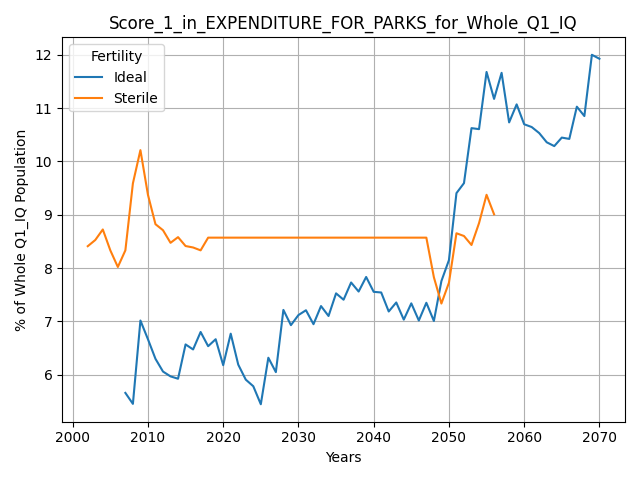 Score_1_in_EXPENDITURE_FOR_PARKS_for_Whole_Q1_IQ
Fertility
Ideal
Sterile
% of Whole Q1_IQ Population
12
11
10
9
8
7
6
2000 2010 2020 2030 2040 2050 2060 2070
Years